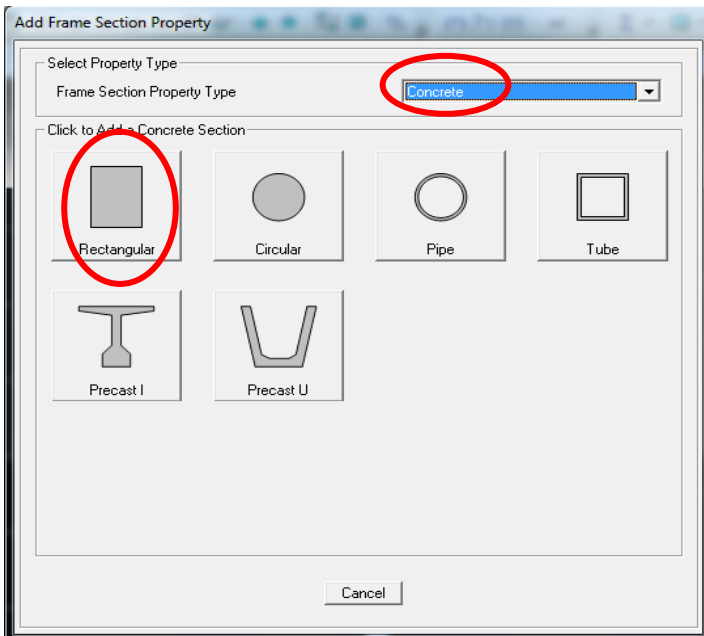 Add Frame Section Property
Select Property Type
Frame Section Property Type
Concrete
Click to Add a Concrete Section
Rectangular
Circular
Pipe
Tube
Precast I
Precast U
Cancel